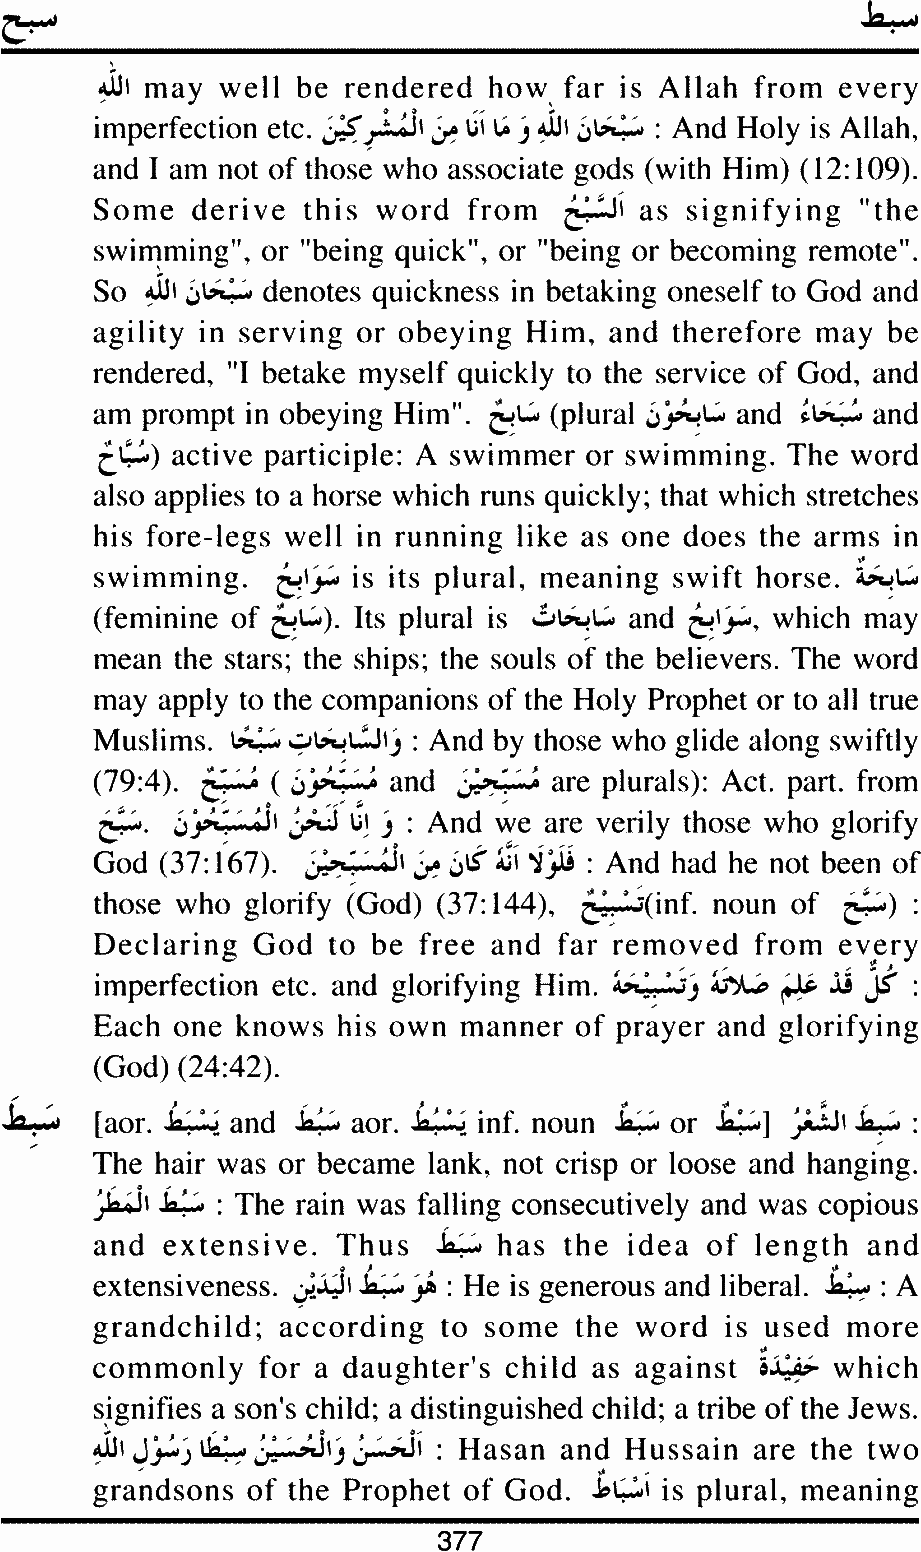 سبح سبط
اللّٰهِ may well be rendered how far is Allah from every
imperfection etc. سُبْحَانَ اللّٰهِ وَ مَا اَنَا مِنَ الْمُشْرِكِيْنَ : And Holy is Allah,
and I am not of those who associate gods (with Him) (12:109).
Some derive this word from اَلسَّبْحُ as signifying "the
swimming", or "being quick", or "being or becoming remote".
So سُبْحَانَ اللّٰهِ denotes quickness in betaking oneself to God and
agility in serving or obeying Him, and therefore may be
rendered, "I betake myself quickly to the service of God, and
am prompt in obeying Him". سَابِحٌ (plural سَابِحُوْنَ and سُبَحَاءُ and
سُبَّاحٌ) active participle: A swimmer or swimming. The word
also applies to a horse which runs quickly; that which stretches
his fore-legs well in running like as one does the arms in
swimming. سَوَابِحُ is its plural, meaning swift horse. سَابِحَةٌ
(feminine of سَابِحٌ). Its plural is سَابِحَاتٌ and سَوَابِحُ, which may
mean the stars; the ships; the souls of the believers. The word
may apply to the companions of the Holy Prophet or to all true
Muslims. وَالسَّابِحَاتِ سَبْحًا : And by those who glide along swiftly
(79:4). مُسَبِّحٌ ( مُسَبِّحُوْنَ and مُسَبِّحِيْنَ are plurals): Act. part. from
سَبَّحَ. وَ اِنَّا لَنَحْنُ الْمُسَبِّحُوْنَ : And we are verily those who glorify
God (37:167). فَلَوْلَا اَنَّهُ كَانَ مِنَ الْمُسَبِّحِيْنَ : And had he not been of
those who glorify (God) (37:144), تَسْبِيْحٌ(inf. noun of سَبَّحَ) :
Declaring God to be free and far removed from every
imperfection etc. and glorifying Him. كُلٌّ قَدْ عَلِمَ صَلَاتَهُ وَتَسْبِيْحَهُ :
Each one knows his own manner of prayer and glorifying
(God) (24:42).
سَبِطَ [aor. يَسْبَطُ and سَبُطَ aor. يَسْبُطُ inf. noun سَبَطٌ or سَبْطٌ] سَبِطَ الشَّعْرُ :
The hair was or became lank, not crisp or loose and hanging.
سَبُطَ الْمَطَرُ : The rain was falling consecutively and was copious
and extensive. Thus سَبَطَ has the idea of length and
extensiveness. هُوَ سَبَطُ الْيَدَيْنِ : He is generous and liberal. سِبْطٌ : A
grandchild; according to some the word is used more
commonly for a daughter's child as against حَفِيْدَةٌ which
signifies a son's child; a distinguished child; a tribe of the Jews.
اَلْحَسَنُ وَالْحُسَيْنُ سِبْطَا رَسُوْلِ اللّٰهِ : Hasan and Hussain are the two
grandsons of the Prophet of God. اَسْبَاطٌ is plural, meaning
377